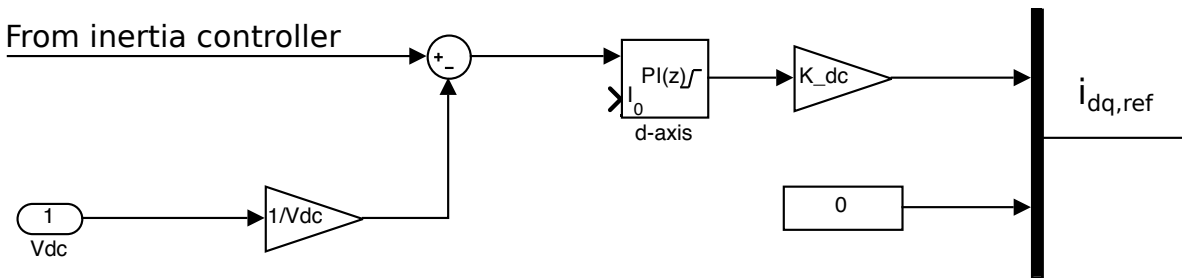 From inertia controller
+
−
PI(z)
I0
d-axis
K_dc
idq,ref
1
Vdc
1/Vdc
0